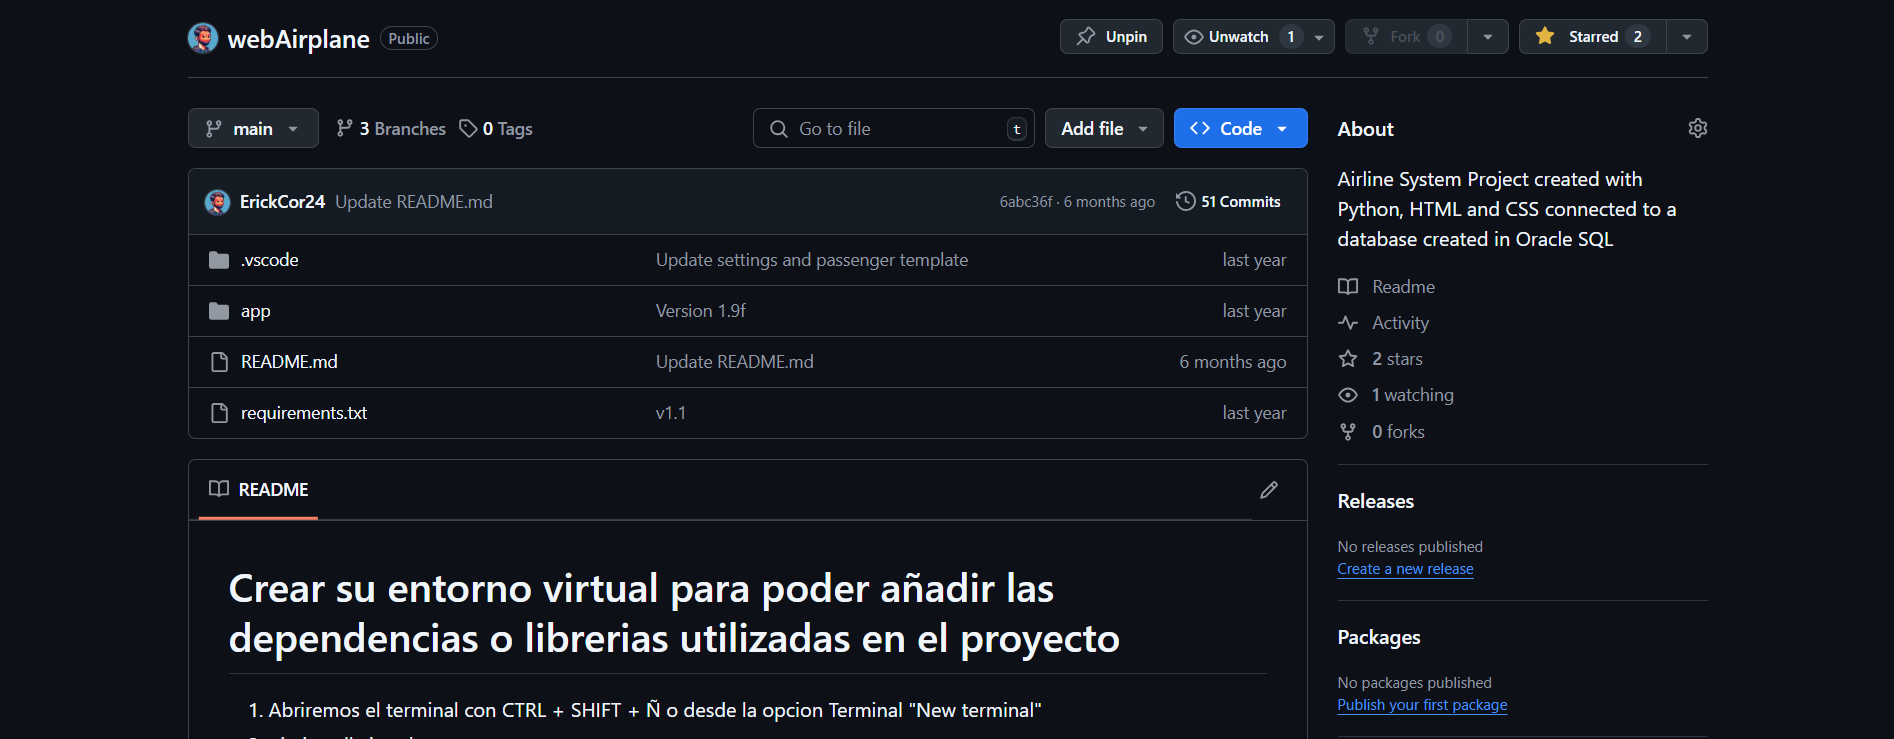 webAirplane Public Unpin Unwatch 1 Fork 0 Starred 2
main 3 Branches 0 Tags Go to file t Add file Code
ErickCor24 Update README.md 6abc36f · 6 months ago 51 Commits
.vscode Update settings and passenger template last year
app Version 1.9f last year
README.md Update README.md 6 months ago
requirements.txt v1.1 last year
README
Crear su entorno virtual para poder añadir las
dependencias o librerias utilizadas en el proyecto
1. Abriremos el terminal con CTRL + SHIFT + Ñ o desde la opcion Terminal "New terminal"
About
Airline System Project created with
Python, HTML and CSS connected to a
database created in Oracle SQL
Readme
Activity
2 stars
1 watching
0 forks
Releases
No releases published
Create a new release
Packages
No packages published
Publish your first package